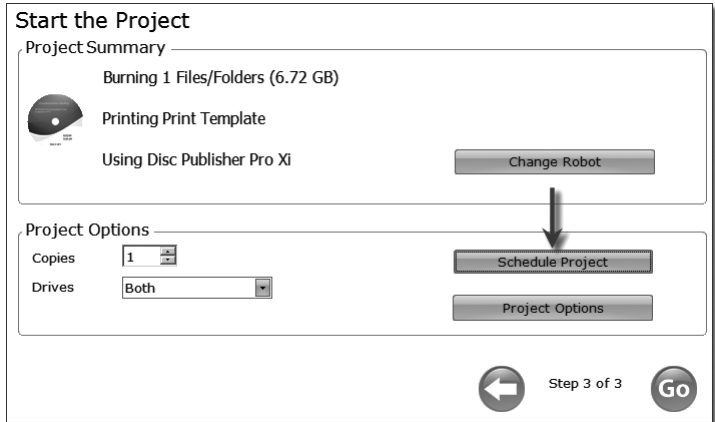 Start the Project
Project Summary
Burning 1 Files/Folders (6.72 GB)
Printing Print Template
Using Disc Publisher Pro Xi
Change Robot
Project Options
Copies
1
Schedule Project
Drives
Both
Project Options
Step 3 of 3
Go